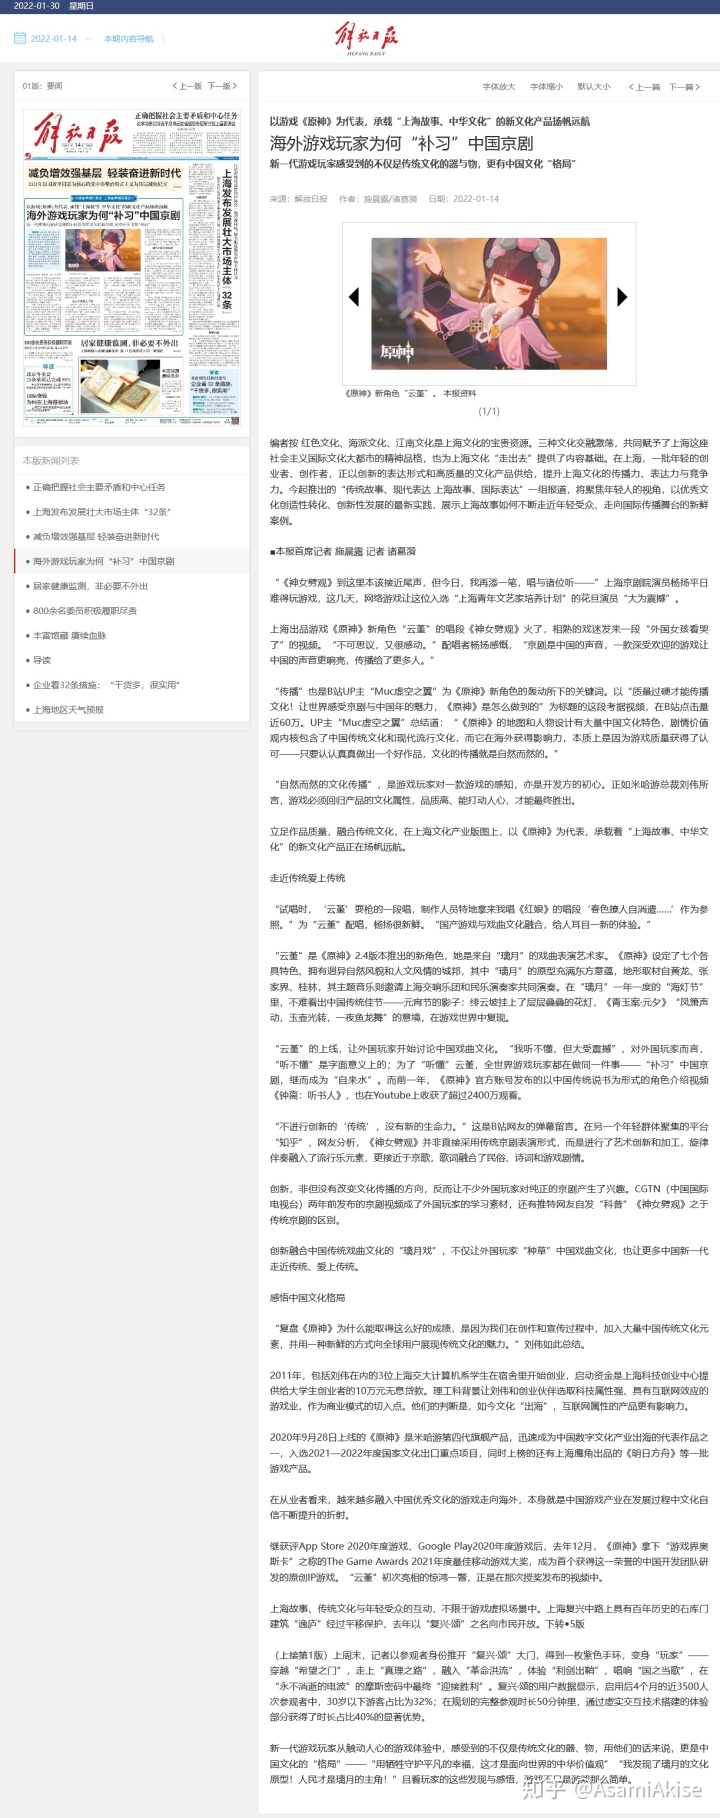 2022-01-30 星期日
2022-01-14 本期内容导航
解放日报
JIEFANG DAILY
01版：要闻
上一版 下一版
正确把握社会主要矛盾和中心任务
解放日报
减负增效强基层 轻装奋进新时代
海外游戏玩家为何“补习”中国京剧
上海发布发展壮大市场主体“32条”
居家健康监测，非必要不外出
导读
本版新闻列表
正确把握社会主要矛盾和中心任务
上海发布发展壮大市场主体“32条”
减负增效强基层 轻装奋进新时代
海外游戏玩家为何“补习”中国京剧
居家健康监测，非必要不外出
800余名委员积极履职尽责
丰富馆藏 赓续血脉
导读
企业看32条措施：“干货多，很实用”
上海地区天气预报
字体放大 字体缩小 默认大小 上一篇 下一篇
以游戏《原神》为代表，承载“上海故事、中华文化”的新文化产品扬帆远航
海外游戏玩家为何“补习”中国京剧
新一代游戏玩家感受到的不仅是传统文化的器与物，更有中国文化“格局”
来源：解放日报 作者：施晨露/诸葛漪 日期：2022-01-14
原神
《原神》新角色“云堇”。 本报资料
(1/1)
编者按 红色文化、海派文化、江南文化是上海文化的宝贵资源。三种文化交融激荡，共同赋予了上海这座
社会主义国际文化大都市的精神品格，也为上海文化“走出去”提供了内容基础。在上海，一批年轻的创
业者、创作者，正以创新的表达形式和高质量的文化产品供给，提升上海文化的传播力、表达力与竞争
力。今起推出的“传统故事、现代表达 上海故事、国际表达”一组报道，将聚焦年轻人的视角，以优秀文
化创造性转化、创新性发展的最新实践，展示上海故事如何不断走近年轻受众、走向国际传播舞台的新鲜
案例。
■本报首席记者 施晨露 记者 诸葛漪
“《神女劈观》到这里本该接近尾声，但今日，我再添一笔，唱与诸位听——”上海京剧院演员杨扬平日
难得玩游戏，这几天，网络游戏让这位入选“上海青年文艺家培养计划”的花旦演员“大为震撼”。
上海出品游戏《原神》新角色“云堇”的唱段《神女劈观》火了，相熟的戏迷发来一段“外国女孩看哭
了”的视频。“不可思议，又很感动。”配唱者杨扬感慨，“京剧是中国的声音，一款深受欢迎的游戏让
中国的声音更响亮，传播给了更多人。”
“传播”也是B站UP主“Muc虚空之翼”为《原神》新角色的轰动所下的关键词。以“质量过硬才能传播
文化！让世界感受京剧与中国年的魅力，《原神》是怎么做到的”为标题的这段考据视频，在B站点击量
近60万。UP主“Muc虚空之翼”总结道：“《原神》的地图和人物设计有大量中国文化特色，剧情价值
观内核包含了中国传统文化和现代流行文化，而它在海外获得影响力，本质上是因为游戏质量获得了认
可——只要认认真真做出一个好作品，文化的传播就是自然而然的。”
“自然而然的文化传播”，是游戏玩家对一款游戏的感知，亦是开发方的初心。正如米哈游总裁刘伟所
言，游戏必须回归产品的文化属性，品质高、能打动人心，才能最终胜出。
立足作品质量，融合传统文化，在上海文化产业版图上，以《原神》为代表，承载着“上海故事、中华文
化”的新文化产品正在扬帆远航。
走近传统爱上传统
“试唱时，‘云堇’耍枪的一段唱，制作人员特地拿来我唱《红娘》的唱段‘春色撩人自消遣……’作为参
照。”为“云堇”配唱，杨扬很新鲜。“国产游戏与戏曲文化融合，给人耳目一新的体验。”
“云堇”是《原神》2.4版本推出的新角色，她是来自“璃月”的戏曲表演艺术家。《原神》设定了七个各
具特色、拥有迥异自然风貌和人文风情的城邦，其中“璃月”的原型充满东方意蕴，地形取材自黄龙、张
家界、桂林，其主题音乐则邀请上海交响乐团和民乐演奏家共同演奏。在“璃月”一年一度的“海灯节”
里，不难看出中国传统佳节——元宵节的影子：绯云坡挂上了层层叠叠的花灯，《青玉案·元夕》“凤箫声
动，玉壶光转，一夜鱼龙舞”的意境，在游戏世界中复现。
“云堇”的上线，让外国玩家开始讨论中国戏曲文化。“我听不懂，但大受震撼”，对外国玩家而言，
“听不懂”是字面意义上的；为了“听懂”云堇，全世界游戏玩家都在做同一件事——“补习”中国京
剧，继而成为“自来水”。而前一年，《原神》官方账号发布的以中国传统说书为形式的角色介绍视频
《钟离：听书人》，也在Youtube上收获了超过2400万观看。
“不进行创新的‘传统’，没有新的生命力。”这是B站网友的弹幕留言。在另一个年轻群体聚集的平台
“知乎”，网友分析，《神女劈观》并非直接采用传统京剧表演形式，而是进行了艺术创新和加工，旋律
伴奏融入了流行乐元素，更接近于京歌，歌词融合了民俗、诗词和游戏剧情。
创新，非但没有改变文化传播的方向，反而让不少外国玩家对纯正的京剧产生了兴趣。CGTN（中国国际
电视台）两年前发布的京剧视频成了外国玩家的学习素材，还有推特网友自发“科普”《神女劈观》之于
传统京剧的区别。
创新融合中国传统戏曲文化的“璃月戏”，不仅让外国玩家“种草”中国戏曲文化，也让更多中国新一代
走近传统、爱上传统。
感悟中国文化格局
“复盘《原神》为什么能取得这么好的成绩，是因为我们在创作和宣传过程中，加入大量中国传统文化元
素，并用一种新鲜的方式向全球用户展现传统文化的魅力。”刘伟如此总结。
2011年，包括刘伟在内的3位上海交大计算机系学生在宿舍里开始创业，启动资金是上海科技创业中心提
供给大学生创业者的10万元无息贷款。理工科背景让刘伟和创业伙伴选取科技属性强、具有互联网效应的
游戏业，作为商业模式的切入点。他们的判断是，如今文化“出海”，互联网属性的产品更有影响力。
2020年9月28日上线的《原神》是米哈游第四代旗舰产品，迅速成为中国数字文化产业出海的代表作品之
一，入选2021—2022年度国家文化出口重点项目，同时上榜的还有上海鹰角出品的《明日方舟》等一批
游戏产品。
在从业者看来，越来越多融入中国优秀文化的游戏走向海外，本身就是中国游戏产业在发展过程中文化自
信不断提升的折射。
继获评App Store 2020年度游戏、Google Play2020年度游戏后，去年12月，《原神》拿下“游戏界奥
斯卡”之称的The Game Awards 2021年度最佳移动游戏大奖，成为首个获得这一荣誉的中国开发团队研
发的原创IP游戏。“云堇”初次亮相的惊鸿一瞥，正是在那次授奖发布的视频中。
上海故事、传统文化与年轻受众的互动，不限于游戏虚拟场景中。上海复兴中路上具有百年历史的石库门
建筑“逸庐”经过平移保护，去年以“复兴·颂”之名向市民开放。下转◆5版
（上接第1版）上周末，记者以参观者身份推开“复兴·颂”大门，得到一枚紫色手环，变身“玩家”——
穿越“希望之门”，走上“真理之路”，融入“革命洪流”，体验“利剑出鞘”，唱响“国之当歌”，在
“永不消逝的电波”的摩斯密码中最终“迎接胜利”。复兴·颂的用户数据显示，启用后4个月的近3500人
次参观者中，30岁以下游客占比为32%；在规划的完整参观时长50分钟里，通过虚实交互技术搭建的体验
部分获得了时长占比40%的显著优势。
新一代游戏玩家从触动人心的游戏体验中，感受到的不仅是传统文化的器、物，用他们的话来说，更是中
国文化的“格局”——“用牺牲守护平凡的幸福，这才是面向世界的中华价值观”“我发现了璃月的文化
原型！人民才是璃月的主角！”且看玩家的这些发现与感悟，游戏不只是游戏那么简单。
知乎 @AsamiAkise